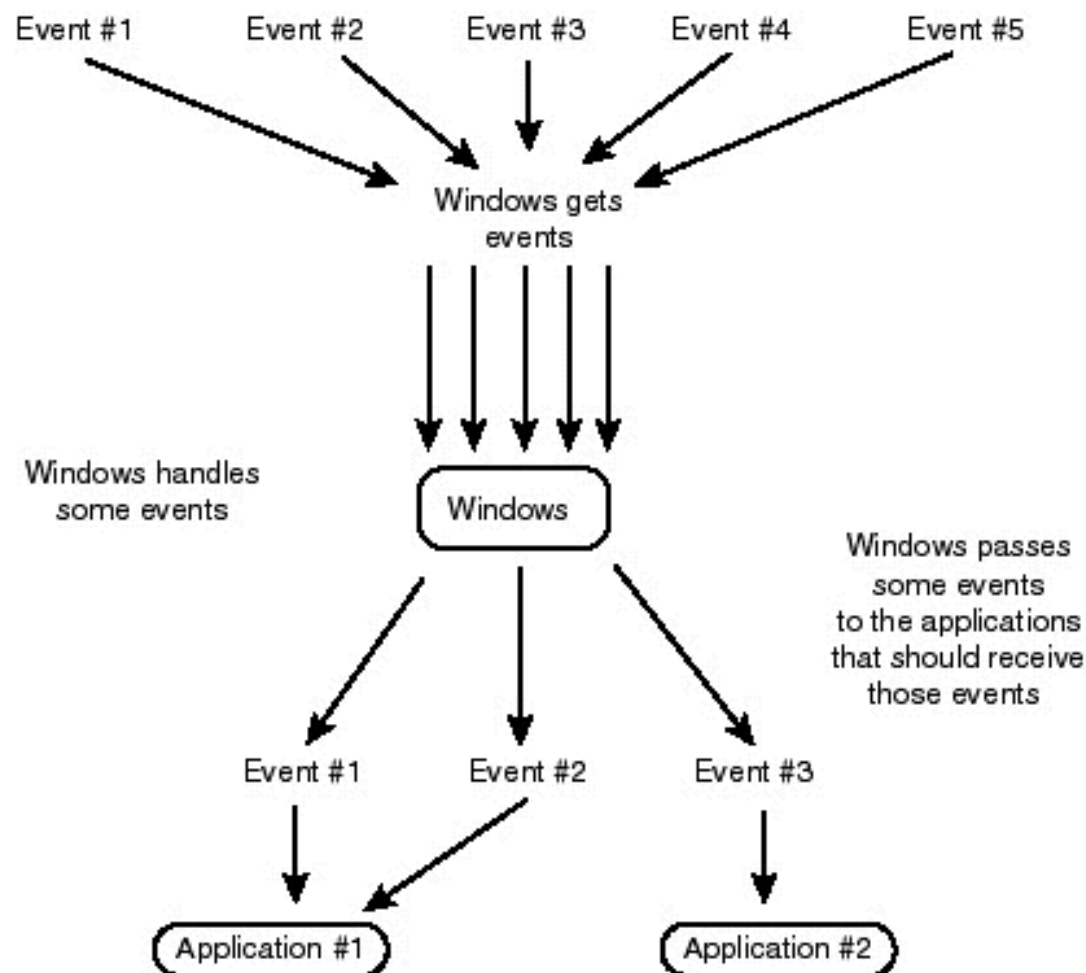 Event #1
Event #2
Event #3
Event #4
Event #5
Windows gets
events
Windows handles
some events
Windows
Windows passes
some events
to the applications
that should receive
those events
Event #1
Event #2
Event #3
Application #1
Application #2